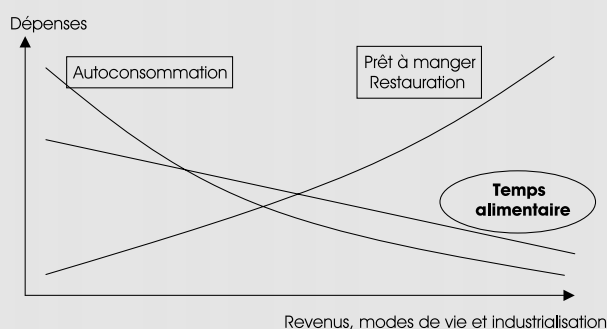 Dépenses
Autoconsommation
Prêt à manger
Restauration
Temps
alimentaire
Revenus, modes de vie et industrialisation